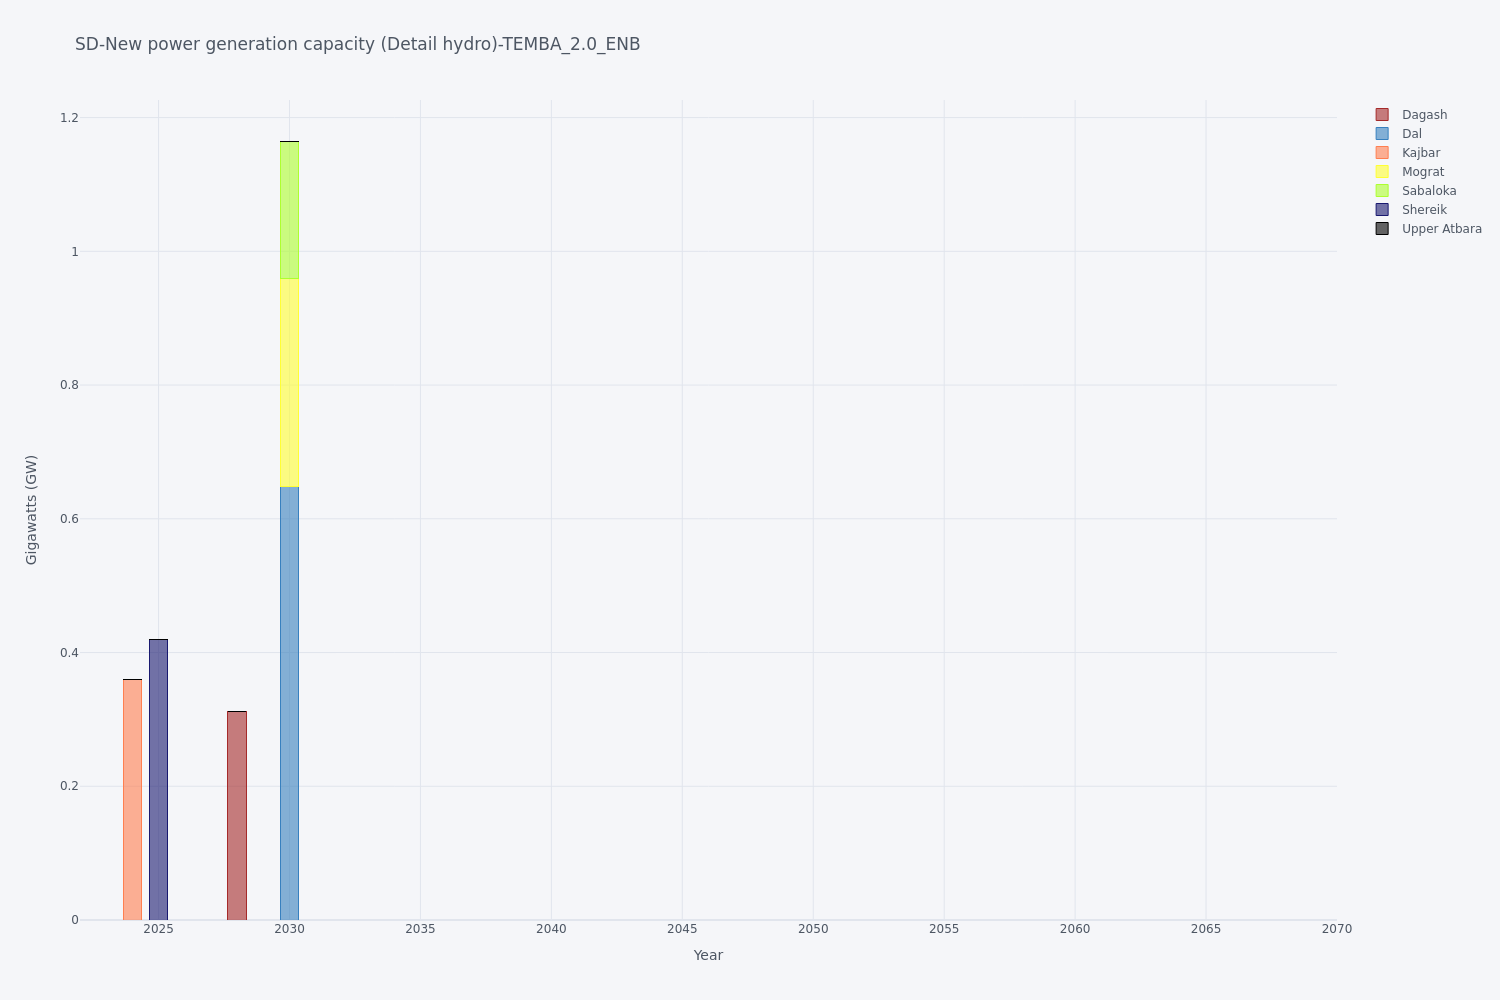 SD-New power generation capacity (Detail hydro)-TEMBA_2.0_ENB
1.2
1
0.8
0.6
0.4
0.2
0
Gigawatts (GW)
2025
2030
2035
2040
2045
2050
2055
2060
2065
2070
Year
Dagash
Dal
Kajbar
Mograt
Sabaloka
Shereik
Upper Atbara